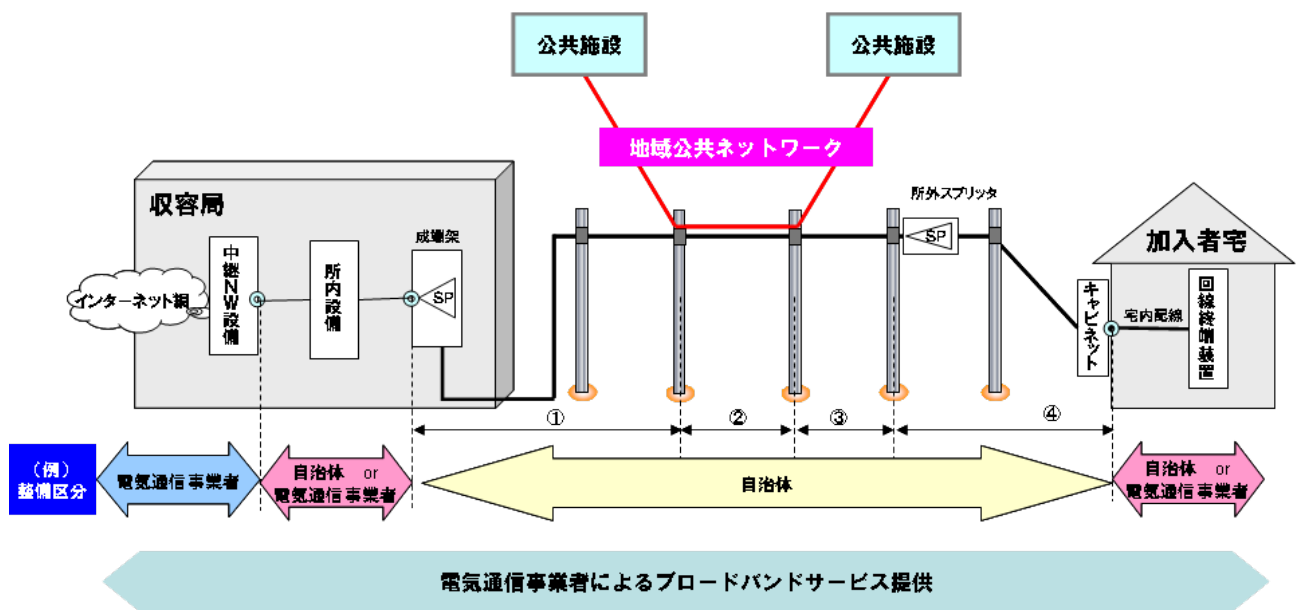 公共施設
公共施設
地域公共ネットワーク
収容局
所外スプリッタ
成端架
加入者宅
中継NW設備
所内設備
SP
SP
インターネット網
キャビネット
宅内配線
回線終端装置
①
②
③
④
（例）
整備区分
電気通信事業者
自治体 or
電気通信事業者
自治体
自治体 or
電気通信事業者
電気通信事業者によるブロードバンドサービス提供